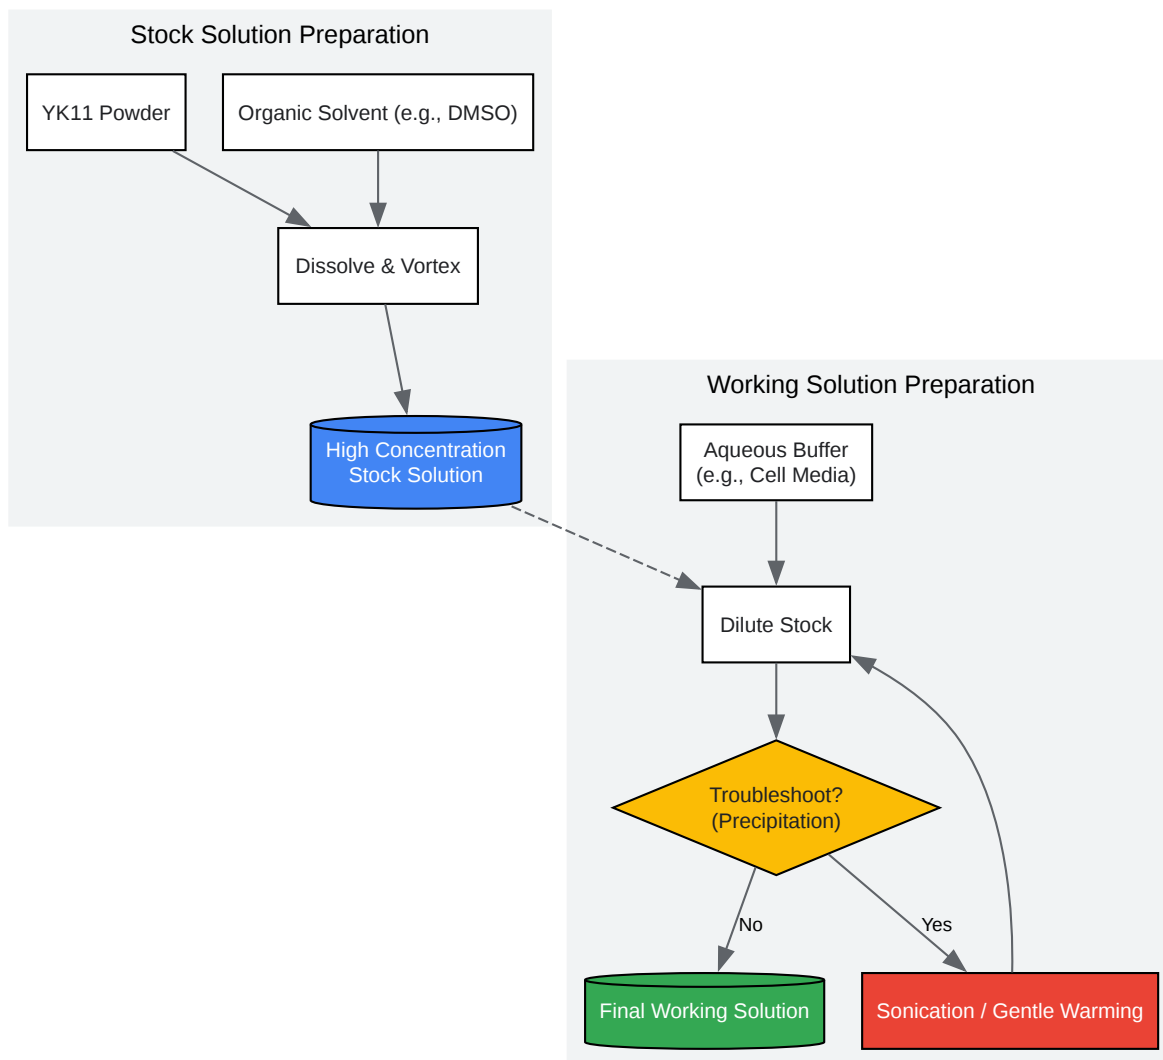 Stock Solution Preparation
YK11 Powder
Organic Solvent (e.g., DMSO)
Dissolve & Vortex
High Concentration
Stock Solution
Working Solution Preparation
Aqueous Buffer
(e.g., Cell Media)
Dilute Stock
Troubleshoot?
(Precipitation)
No
Yes
Final Working Solution
Sonication / Gentle Warming